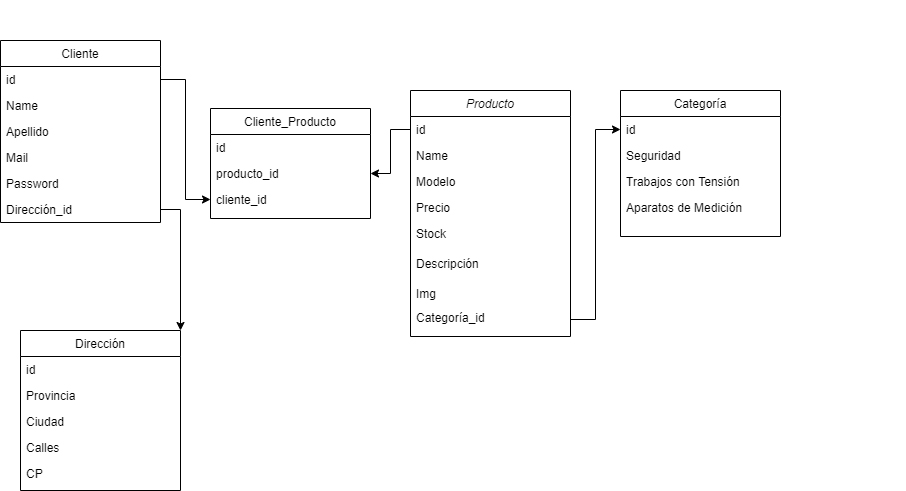 Cliente
id
Name
Apellido
Mail
Password
Dirección_id
Cliente_Producto
id
producto_id
cliente_id
Producto
id
Name
Modelo
Precio
Stock
Descripción
Img
Categoría_id
Categoría
id
Seguridad
Trabajos con Tensión
Aparatos de Medición
Dirección
id
Provincia
Ciudad
Calles
CP